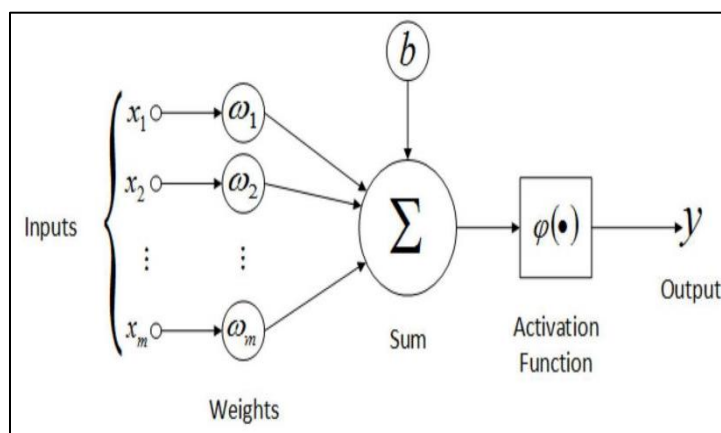 b
x₁ ω₁
x₂ ω₂
Inputs
Σ
φ(•)
y
⋮ ⋮
Output
xₘ ωₘ
Sum
Activation
Function
Weights